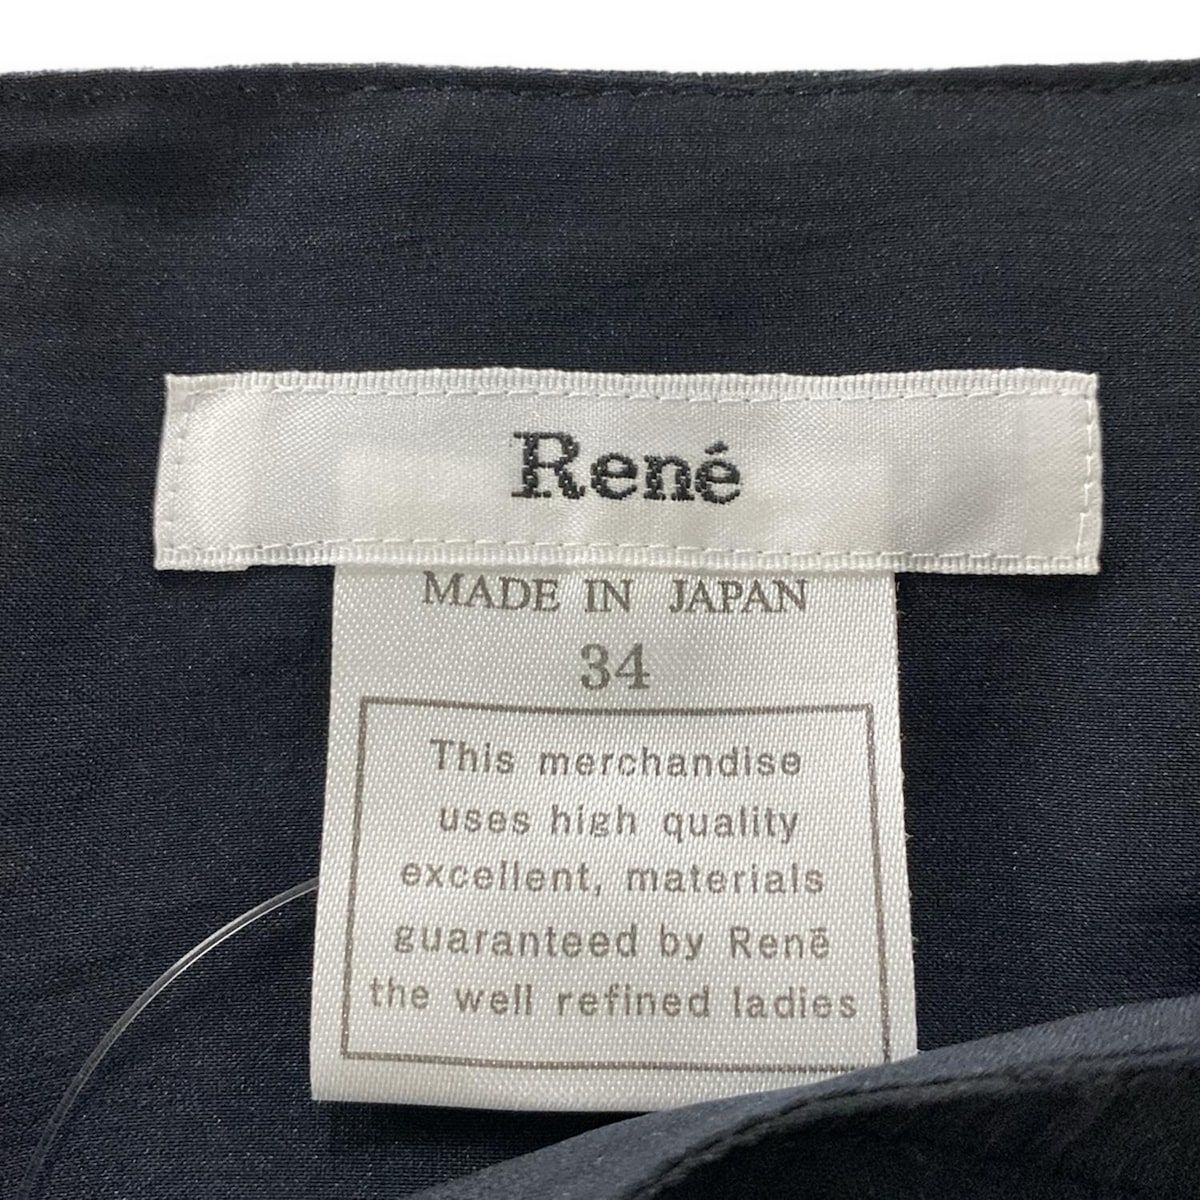 René
MADE IN JAPAN
34
This merchandise
uses high quality
excellent, materials
guaranteed by Renē
the well refined ladies